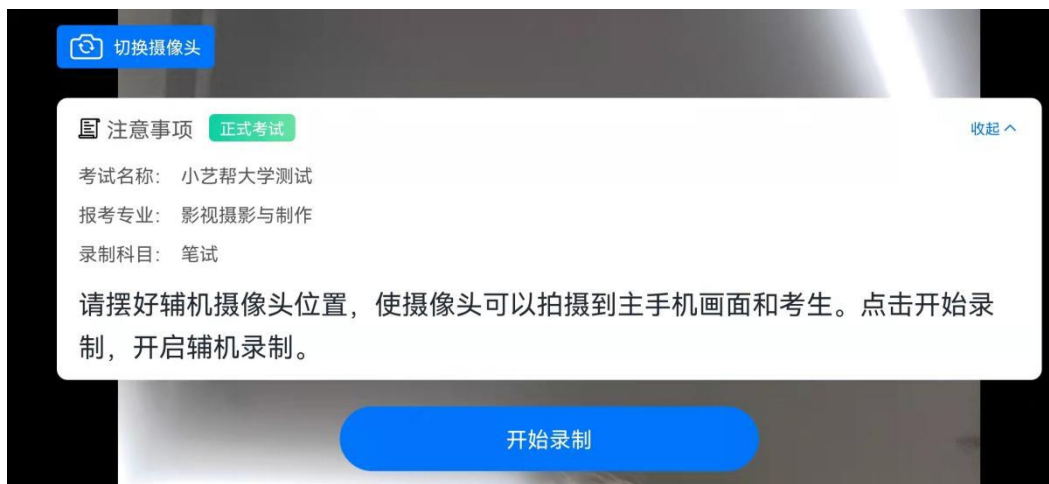 切换摄像头
注意事项 正式考试 收起
考试名称: 小艺帮大学测试
报考专业: 影视摄影与制作
录制科目: 笔试
请摆好辅机摄像头位置，使摄像头可以拍摄到主手机画面和考生。点击开始录
制，开启辅机录制。
开始录制